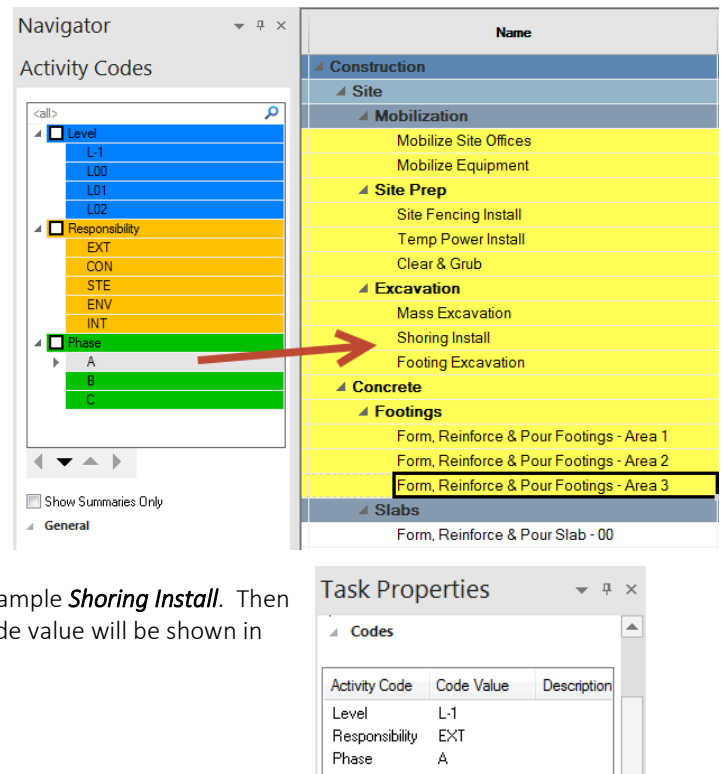 Navigator
Activity Codes
<all>
Level
L-1
L00
L01
L02
Responsibility
EXT
CON
STE
ENV
INT
Phase
A
B
C
Show Summaries Only
General
Name
Construction
Site
Mobilization
Mobilize Site Offices
Mobilize Equipment
Site Prep
Site Fencing Install
Temp Power Install
Clear & Grub
Excavation
Mass Excavation
Shoring Install
Footing Excavation
Concrete
Footings
Form, Reinforce & Pour Footings - Area 1
Form, Reinforce & Pour Footings - Area 2
Form, Reinforce & Pour Footings - Area 3
Slabs
Form, Reinforce & Pour Slab - 00
ample Shoring Install. Then
de value will be shown in
Task Properties
Codes
Activity Code Code Value Description
Level L-1
Responsibility EXT
Phase A